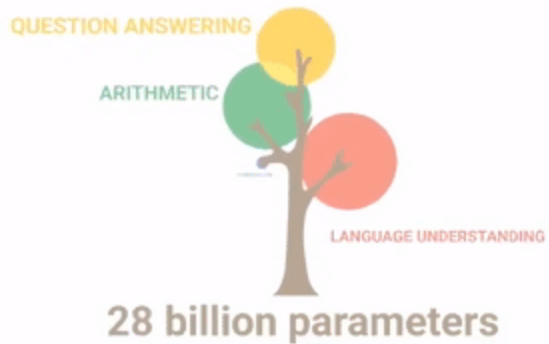 QUESTION ANSWERING
ARITHMETIC
LANGUAGE UNDERSTANDING
28 billion parameters